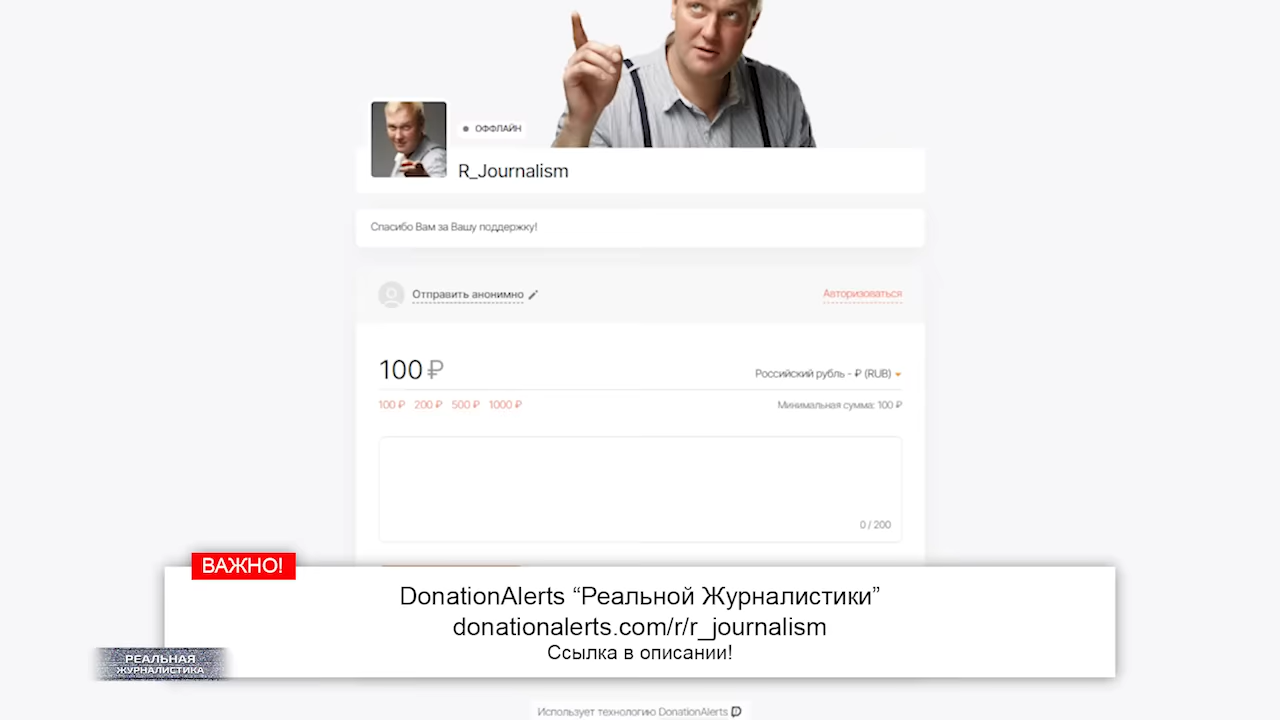 ОФФЛАЙН
R_Journalism
Спасибо Вам за Вашу поддержку!
Отправить анонимно
Авторизоваться
100 ₽
Российский рубль - ₽ (RUB)
100 ₽ 200 ₽ 500 ₽ 1000 ₽
Минимальная сумма: 100 ₽
0 / 200
ВАЖНО!
DonationAlerts “Реальной Журналистики”
donationalerts.com/r/r_journalism
Ссылка в описании!
РЕАЛЬНАЯ
ЖУРНАЛИСТИКА
Использует технологию DonationAlerts